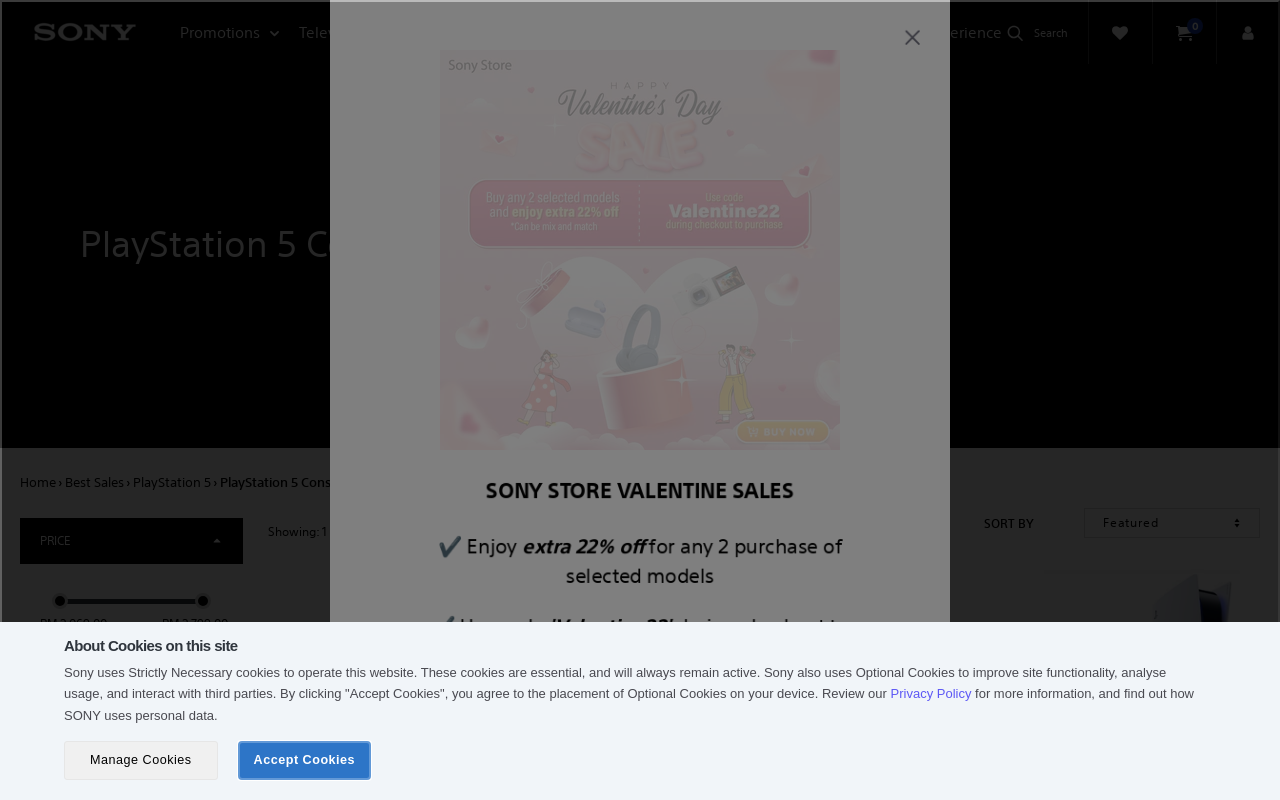 SONY
Promotions
Search
0
Sony Store
HAPPY
Valentine's Day
SALE
Buy any 2 selected models
and enjoy extra 22% off
*Can be mix and match
Use code
Valentine22
during checkout to purchase
BUY NOW
PlayStation 5
Home › Best Sales › PlayStation 5 › PlayStation 5
PRICE
Showing: 1
SORT BY
Featured
SONY STORE VALENTINE SALES
✔ Enjoy extra 22% off for any 2 purchase of
selected models
About Cookies on this site
Sony uses Strictly Necessary cookies to operate this website. These cookies are essential, and will always remain active. Sony also uses Optional Cookies to improve site functionality, analyse
usage, and interact with third parties. By clicking "Accept Cookies", you agree to the placement of Optional Cookies on your device. Review our Privacy Policy for more information, and find out how
SONY uses personal data.
Manage Cookies
Accept Cookies